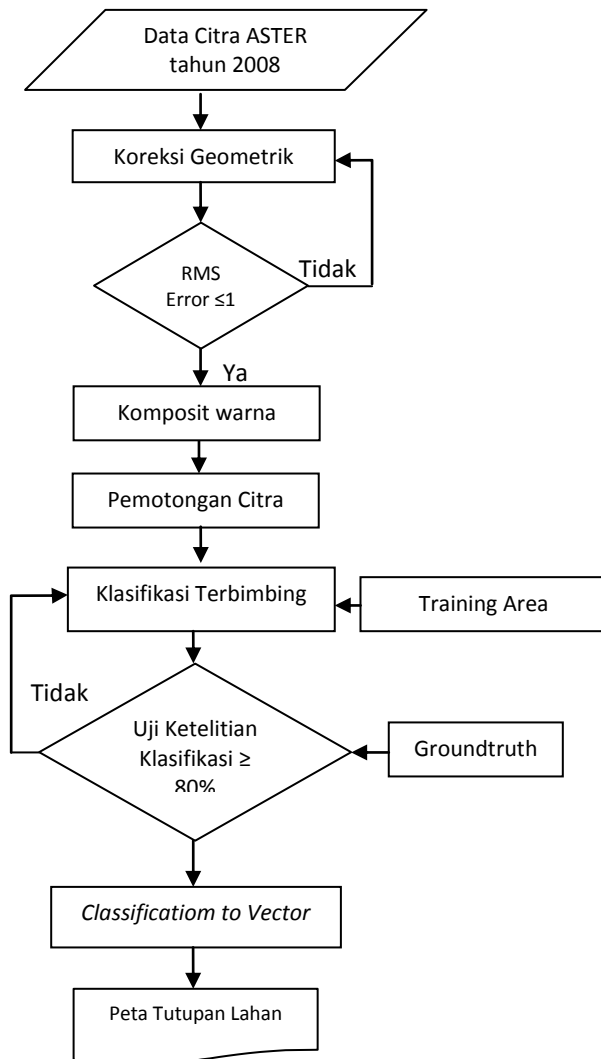 Data Citra ASTER
tahun 2008
Koreksi Geometrik
RMS
Error ≤1
Tidak
Ya
Komposit warna
Pemotongan Citra
Klasifikasi Terbimbing
Training Area
Tidak
Uji Ketelitian
Klasifikasi ≥
80%
Groundtruth
Classificatiom to Vector
Peta Tutupan Lahan